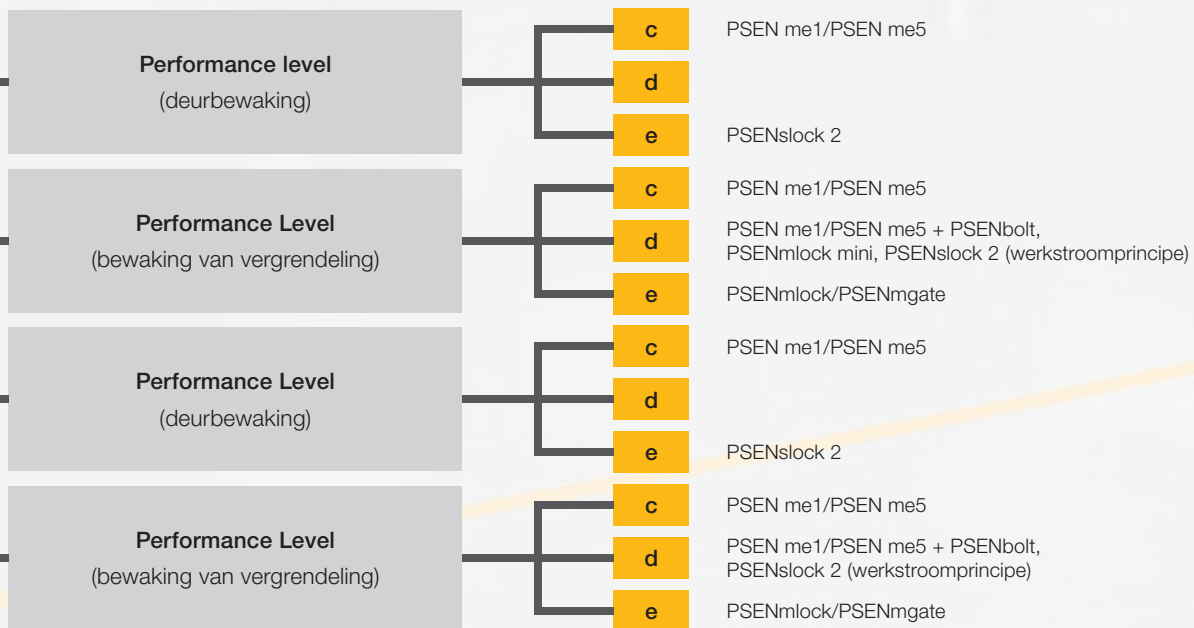 Performance level
(deurbewaking)
c
PSEN me1/PSEN me5
d
e
PSENslock 2
Performance Level
(bewaking van vergrendeling)
c
PSEN me1/PSEN me5
d
PSEN me1/PSEN me5 + PSENbolt,
PSENmlock mini, PSENslock 2 (werkstroomprincipe)
e
PSENmlock/PSENmgate
Performance Level
(deurbewaking)
c
PSEN me1/PSEN me5
d
e
PSENslock 2
Performance Level
(bewaking van vergrendeling)
c
PSEN me1/PSEN me5
d
PSEN me1/PSEN me5 + PSENbolt,
PSENslock 2 (werkstroomprincipe)
e
PSENmlock/PSENmgate